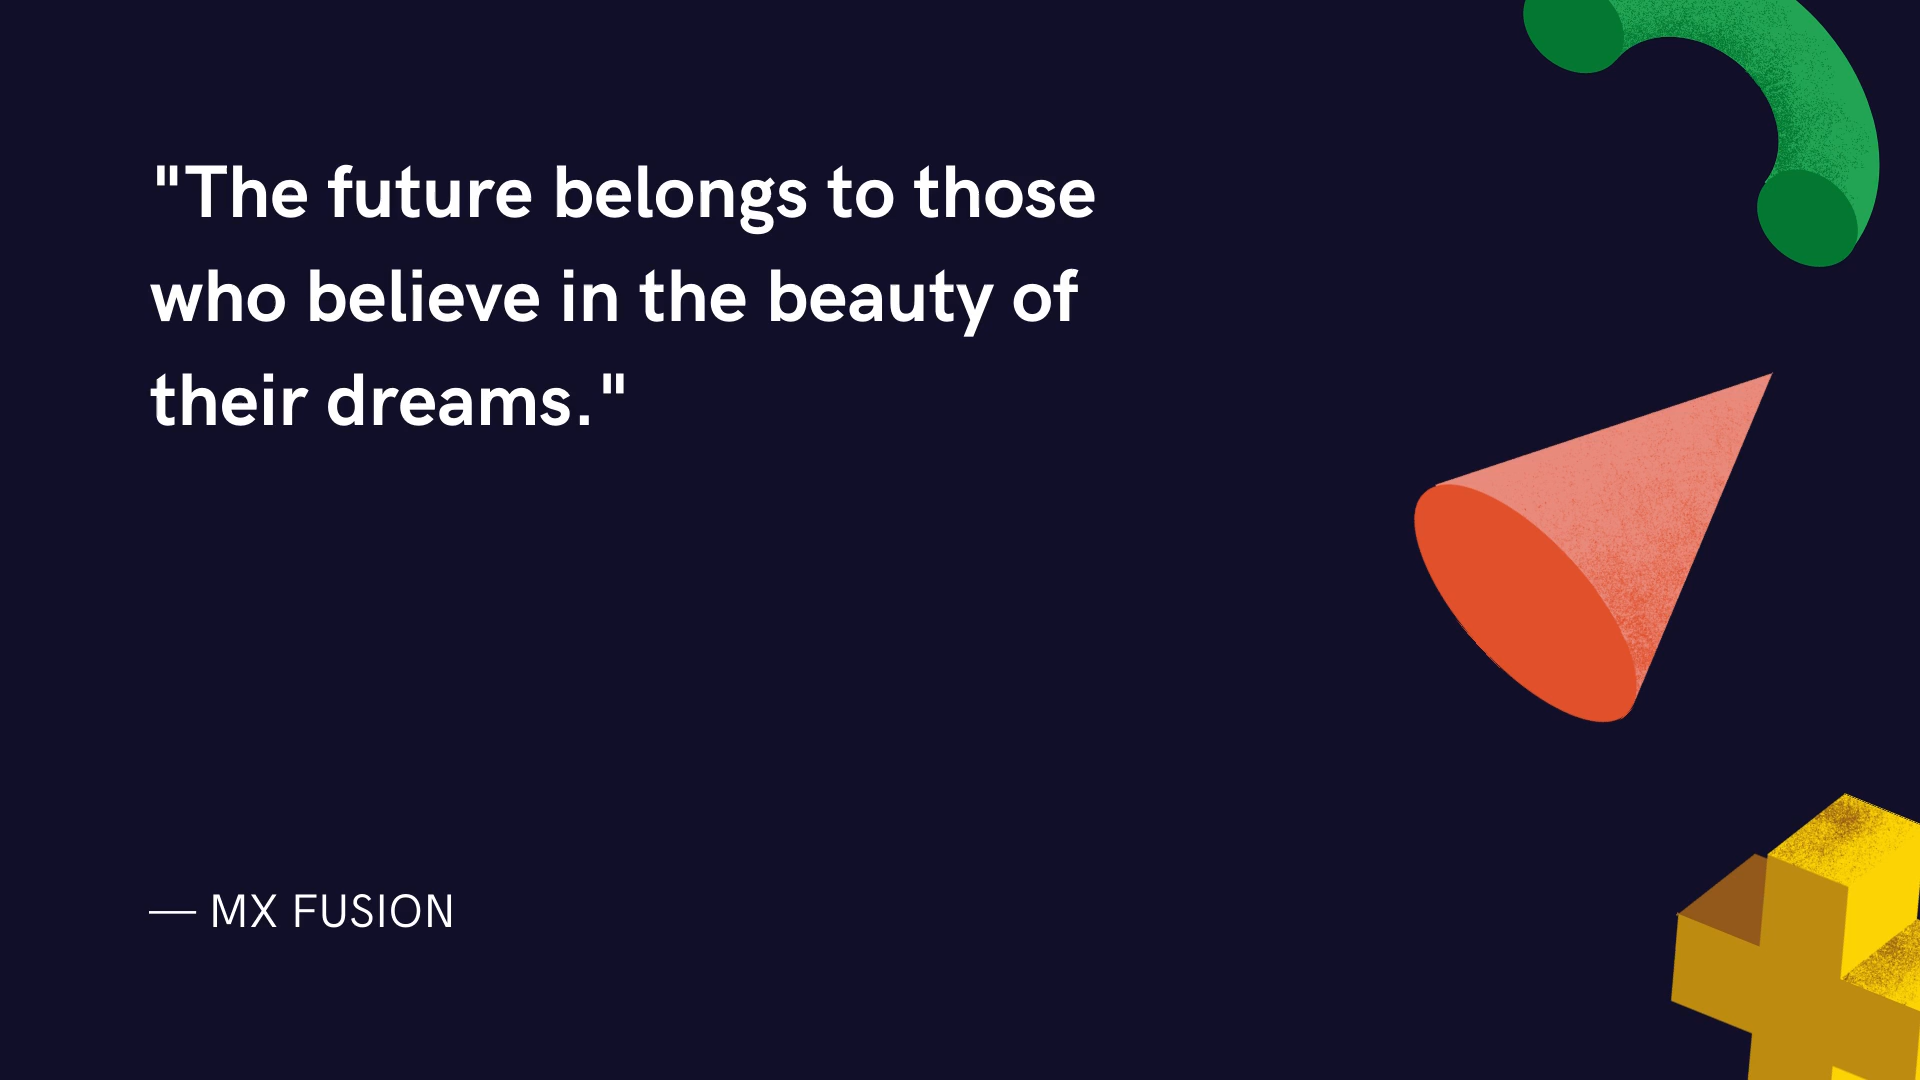 "The future belongs to those
who believe in the beauty of
their dreams."
— MX FUSION